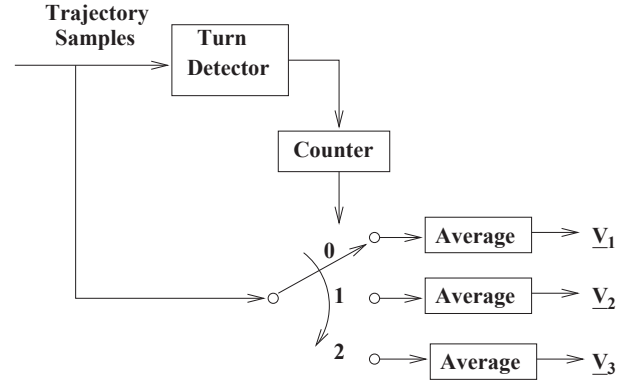 Trajectory
Samples
Turn
Detector
Counter
0
Average
V1
1
Average
V2
2
Average
V3